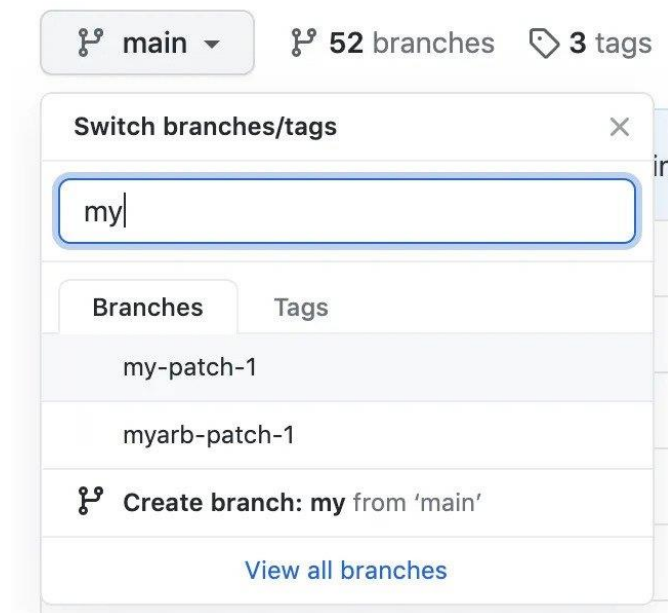 main 52 branches 3 tags
Switch branches/tags
my
Branches Tags
my-patch-1
myarb-patch-1
Create branch: my from ‘main’
View all branches